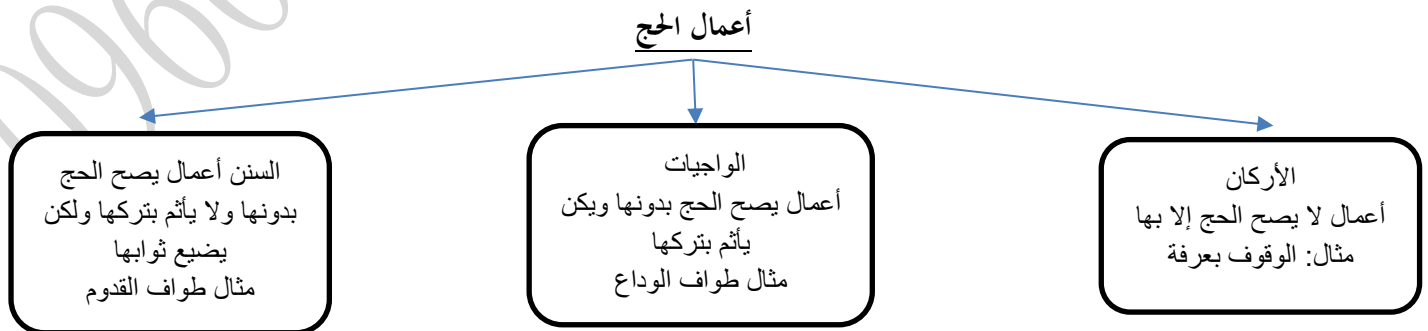 أعمال الحج
الأركان
أعمال لا يصح الحج إلا بها
مثال: الوقوف بعرفة
الواجيات
أعمال يصح الحج بدونها ويكن
يأثم بتركها
مثال طواف الوداع
السنن أعمال يصح الحج
بدونها ولا يأثم بتركها ولكن
يضيع ثوابها
مثال طواف القدوم